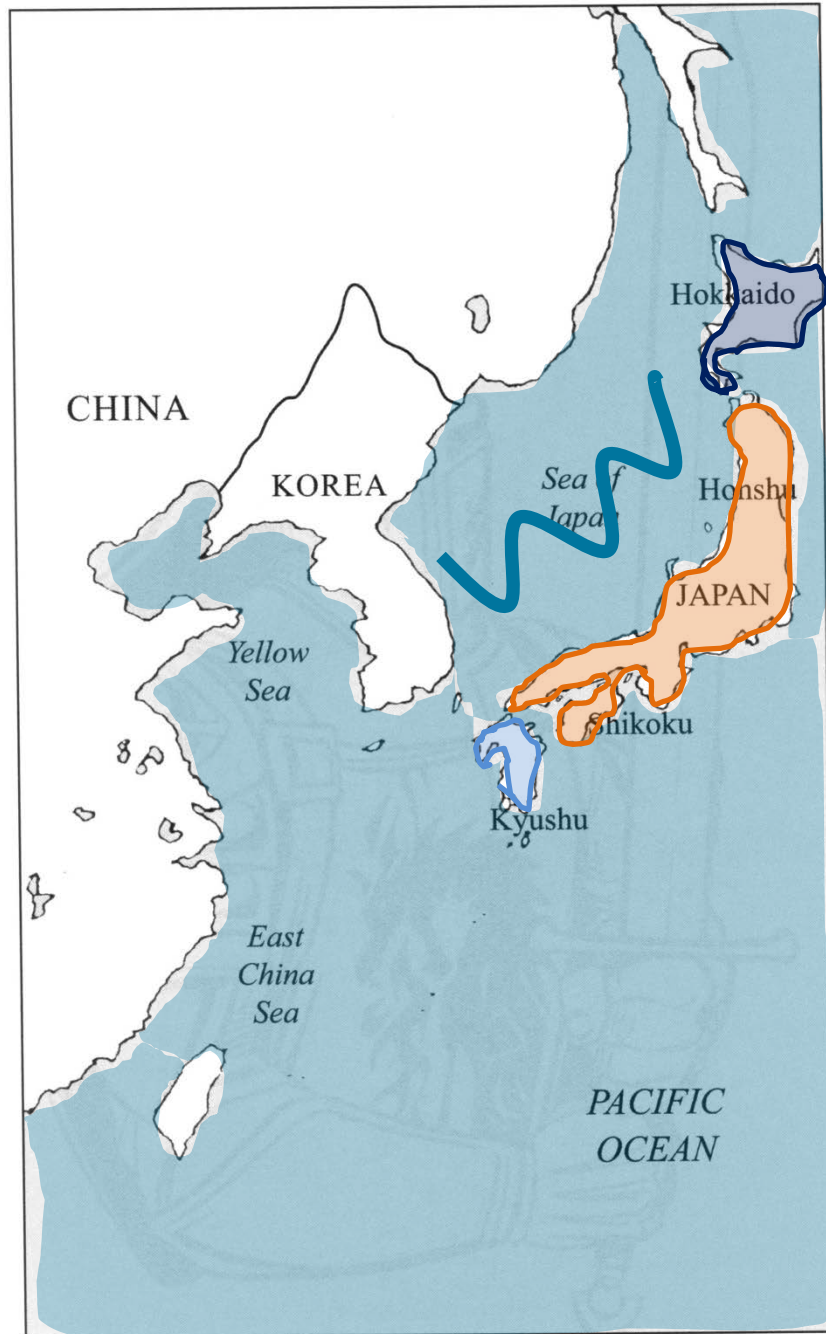 Hokkaido
CHINA
KOREA
Sea of
Japan
Honshu
JAPAN
Yellow
Sea
Shikoku
Kyushu
East
China
Sea
PACIFIC
OCEAN